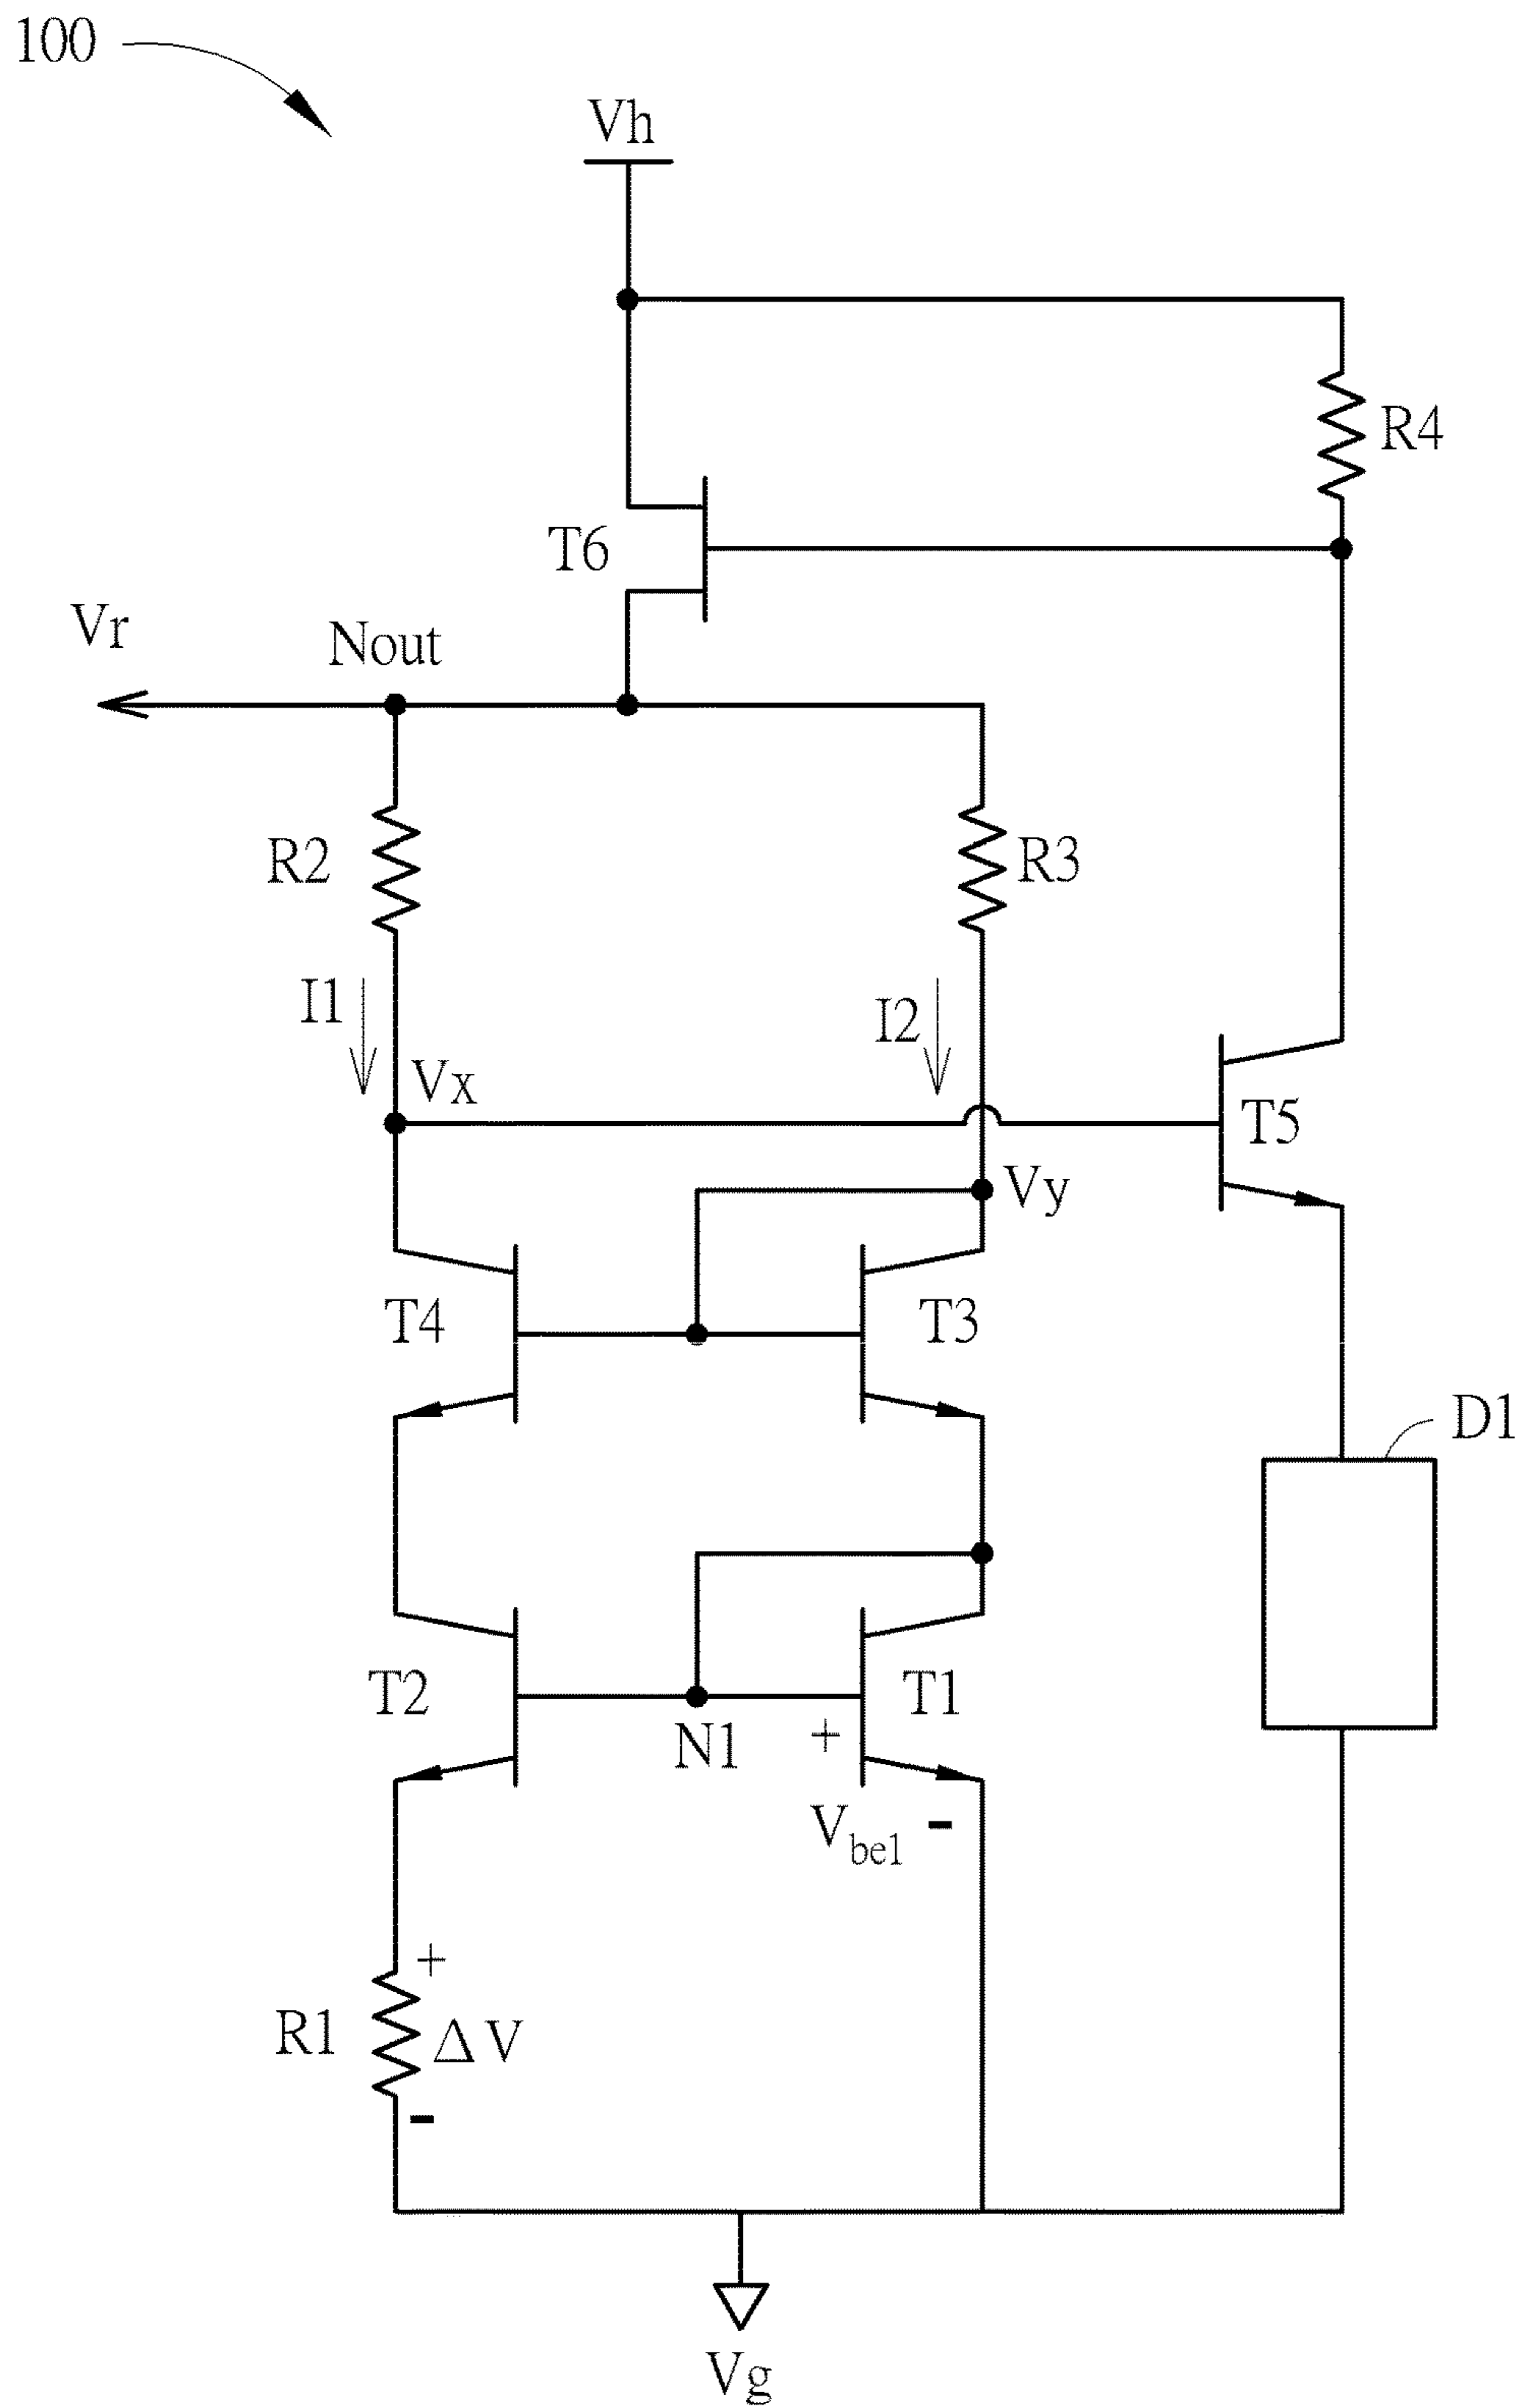 100
Vh
R4
T6
Vr
Nout
R2
R3
I1
I2
Vx
T5
Vy
T4
T3
D1
T2
T1
N1
+
Vbe1
-
+
R1
ΔV
-
Vg